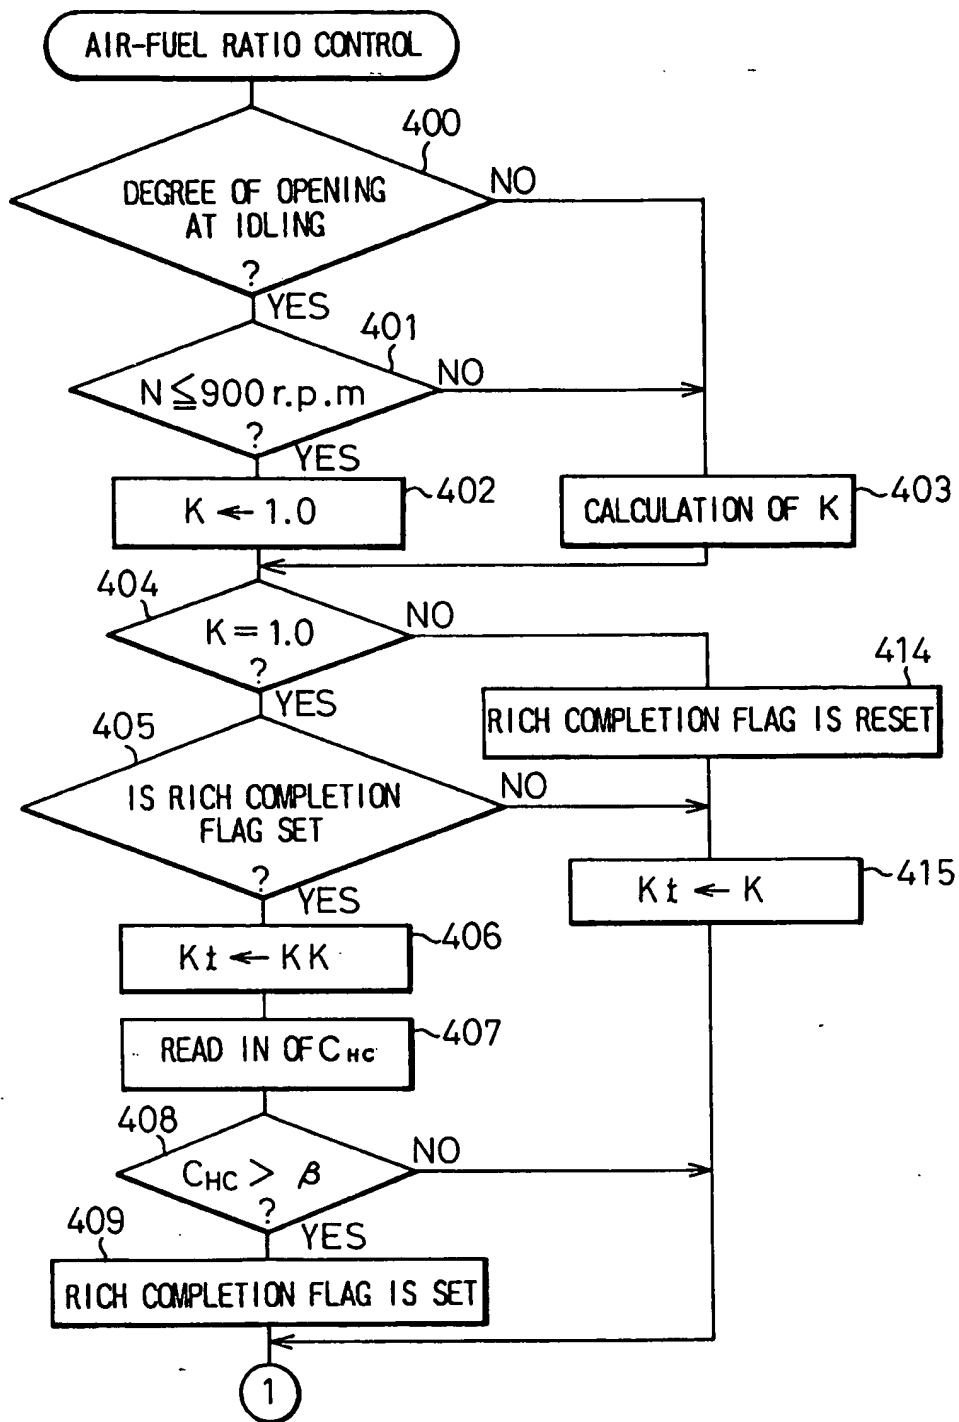 AIR-FUEL RATIO CONTROL
400
DEGREE OF OPENING
AT IDLING
?
NO
YES
401
N≦900 r.p.m
?
NO
YES
K ← 1.0
402
CALCULATION OF K
403
404
K = 1.0
?
NO
YES
414
RICH COMPLETION FLAG IS RESET
405
IS RICH COMPLETION
FLAG SET
?
NO
YES
Kt ← K
415
Kt ← KK
406
READ IN OF CHC
407
408
CHC > β
?
NO
YES
409
RICH COMPLETION FLAG IS SET
1